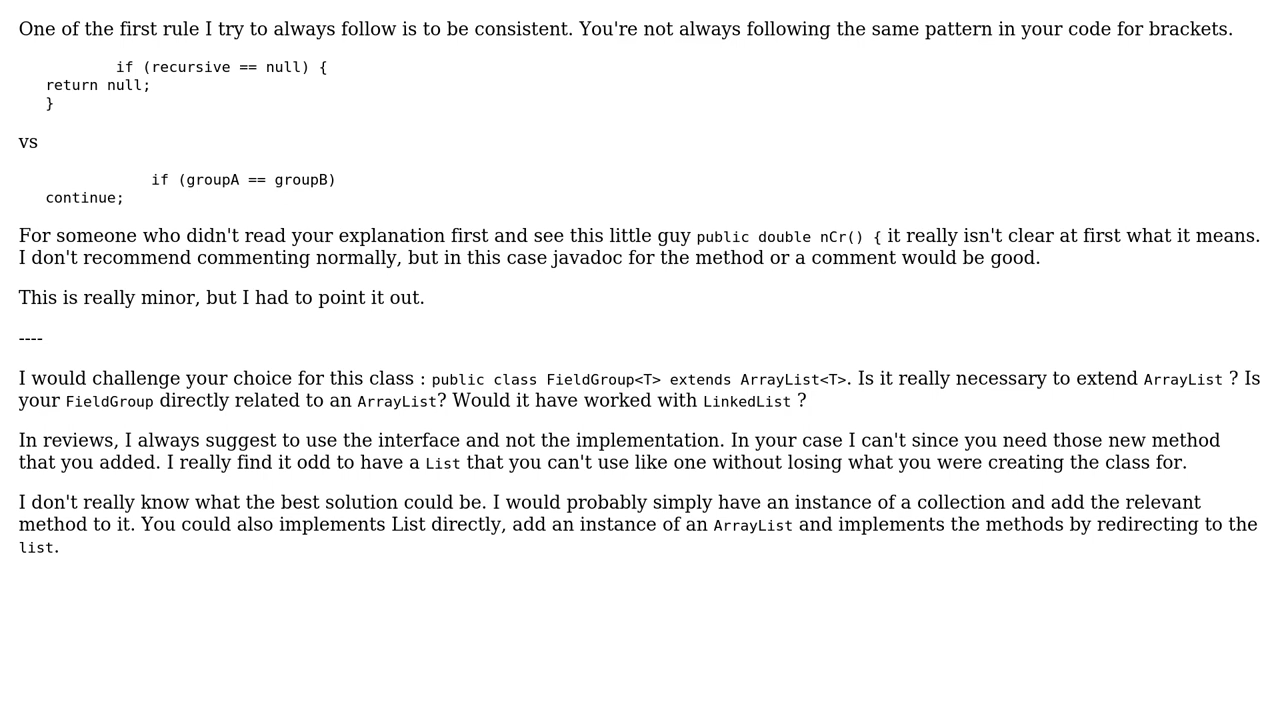 One of the first rule I try to always follow is to be consistent. You're not always following the same pattern in your code for brackets.
if (recursive == null) {
return null;
}
vs
if (groupA == groupB)
continue;
For someone who didn't read your explanation first and see this little guy public double nCr() { it really isn't clear at first what it means.
I don't recommend commenting normally, but in this case javadoc for the method or a comment would be good.
This is really minor, but I had to point it out.
----
I would challenge your choice for this class : public class FieldGroup<T> extends ArrayList<T>. Is it really necessary to extend ArrayList ? Is
your FieldGroup directly related to an ArrayList? Would it have worked with LinkedList ?
In reviews, I always suggest to use the interface and not the implementation. In your case I can't since you need those new method
that you added. I really find it odd to have a List that you can't use like one without losing what you were creating the class for.
I don't really know what the best solution could be. I would probably simply have an instance of a collection and add the relevant
method to it. You could also implements List directly, add an instance of an ArrayList and implements the methods by redirecting to the
list.